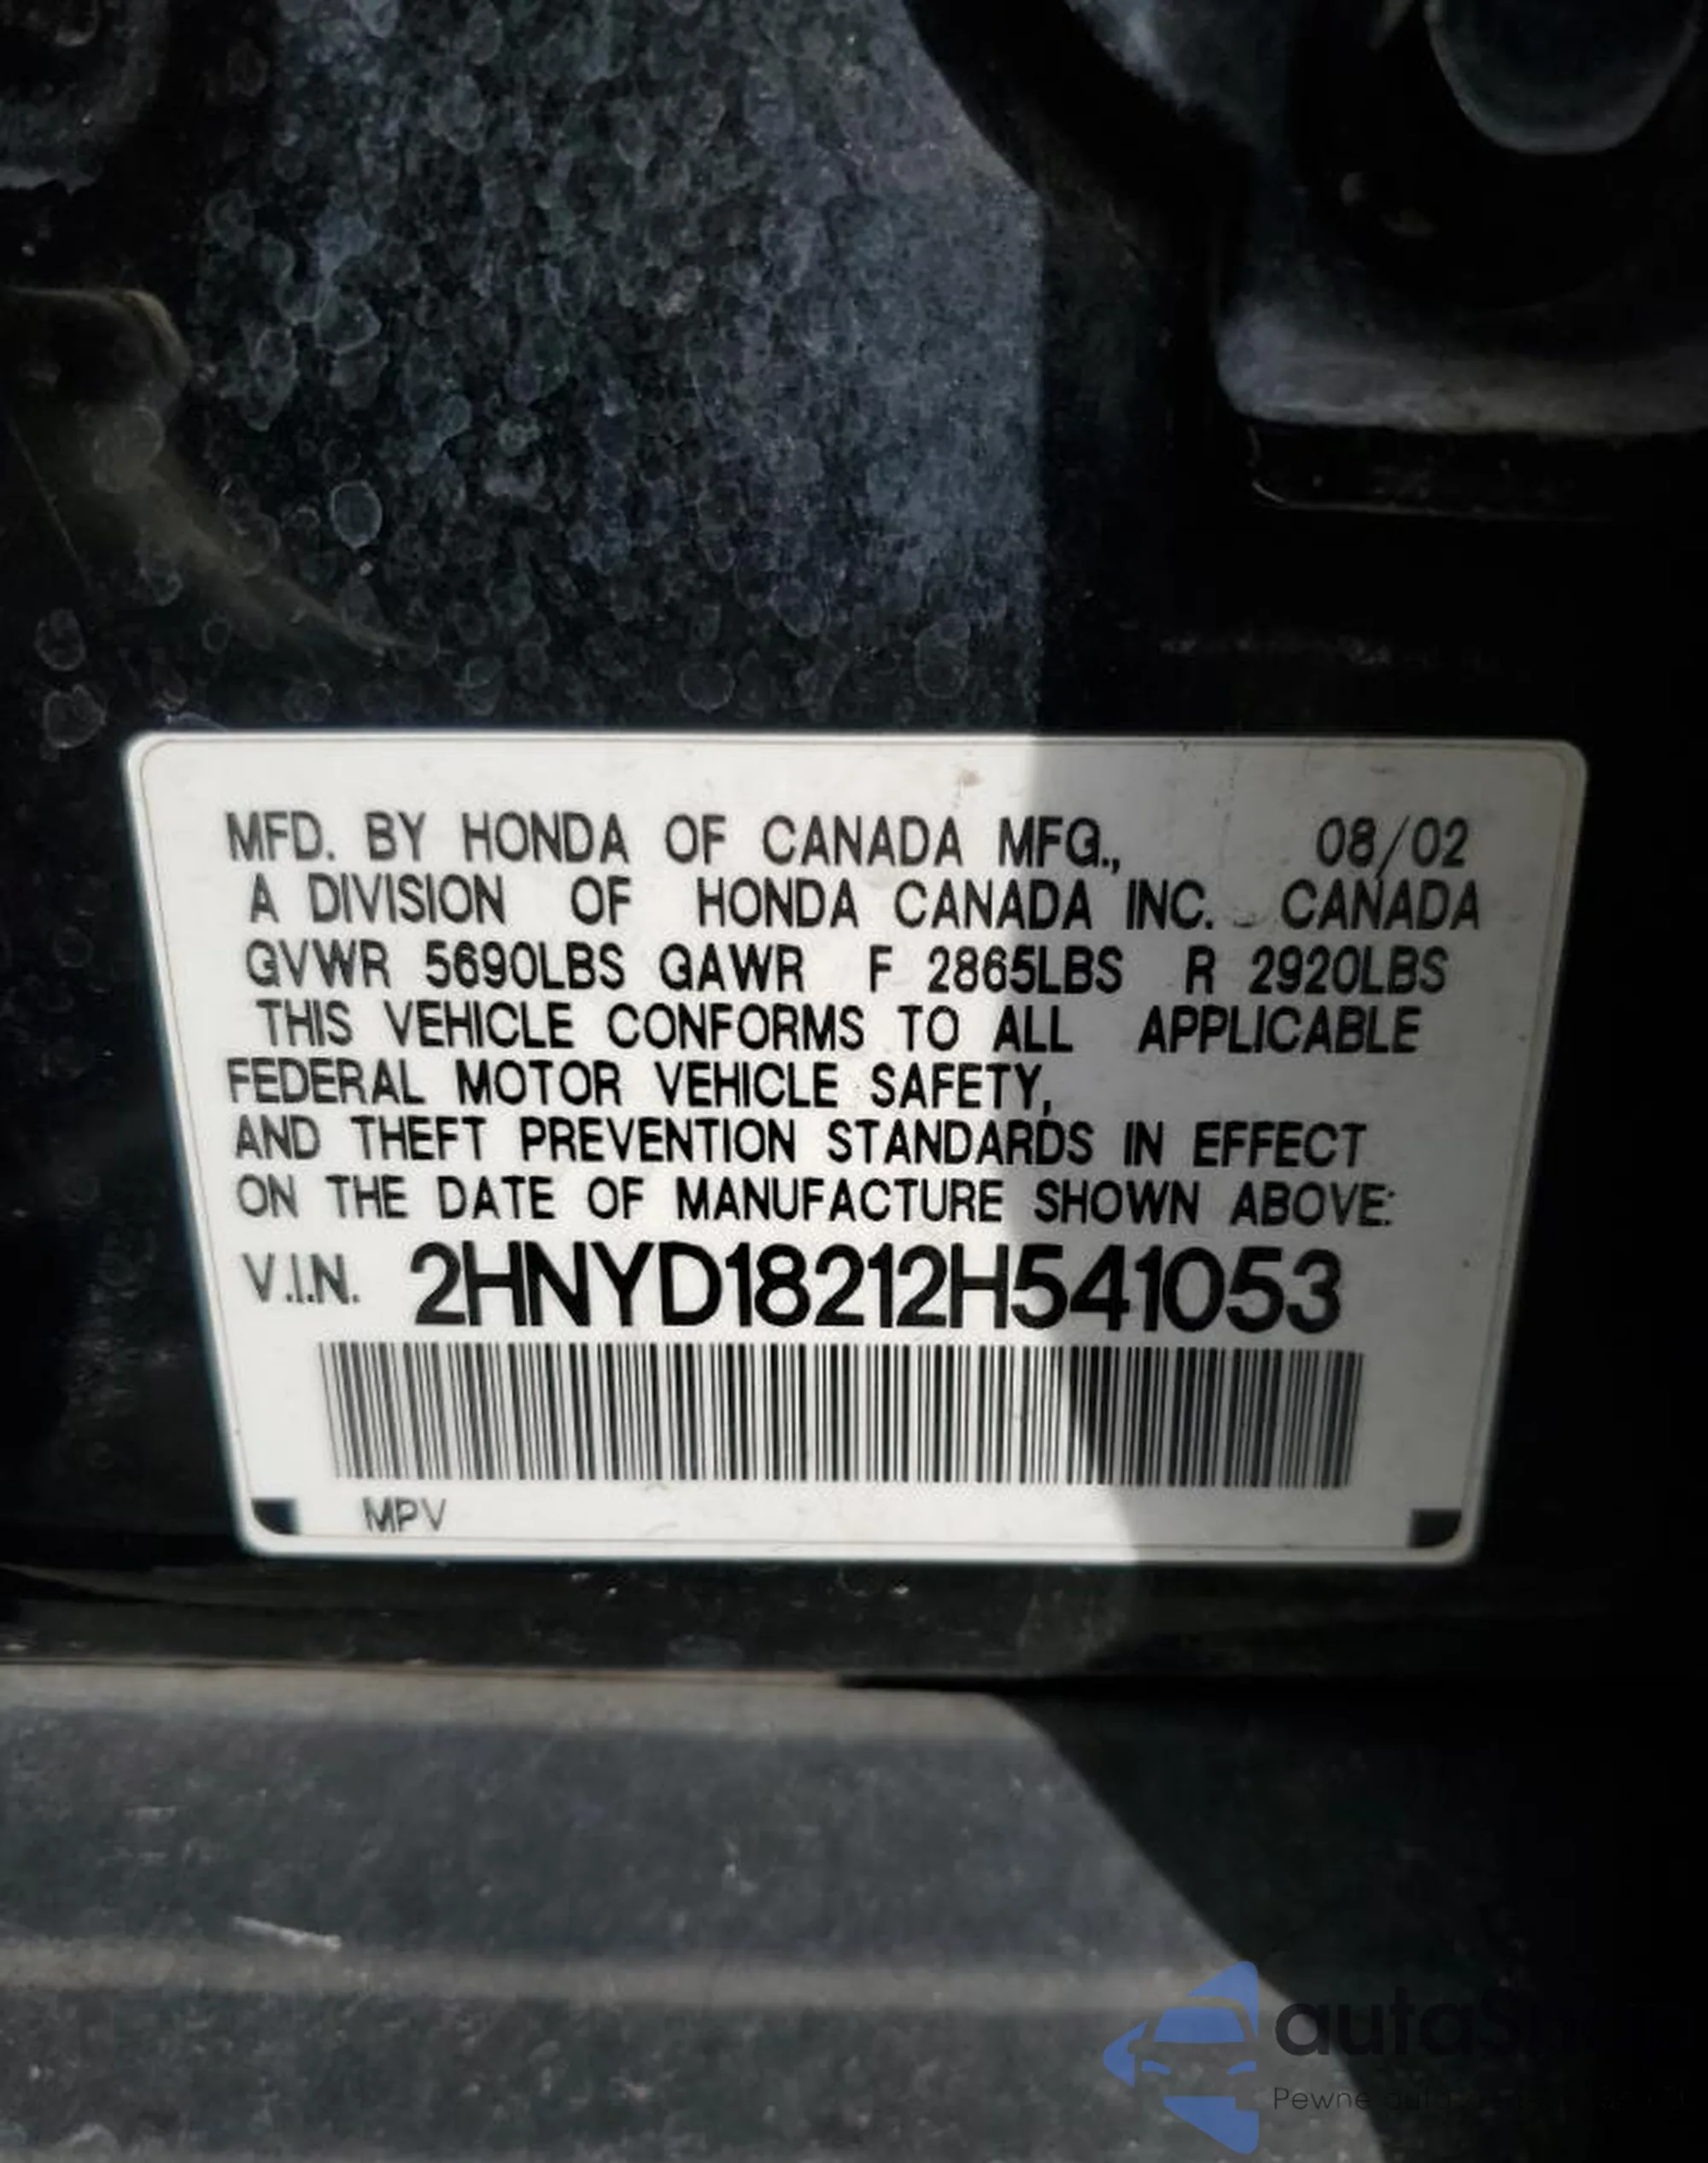 MFD. BY HONDA OF CANADA MFG., 08/02
A DIVISION OF HONDA CANADA INC. CANADA
GVWR 5690LBS GAWR F 2865LBS R 2920LBS
THIS VEHICLE CONFORMS TO ALL APPLICABLE
FEDERAL MOTOR VEHICLE SAFETY,
AND THEFT PREVENTION STANDARDS IN EFFECT
ON THE DATE OF MANUFACTURE SHOWN ABOVE:
V.I.N. 2HNYD18212H541053
MPV
Pewne auta